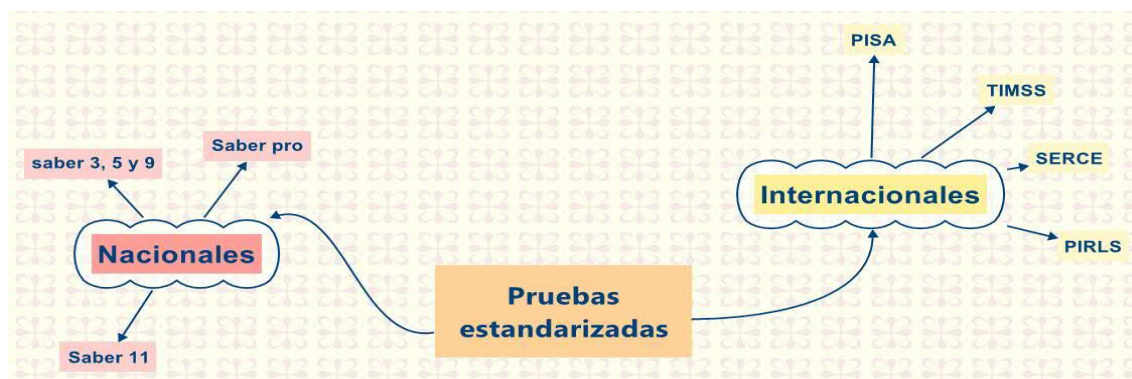 PISA
TIMSS
Saber pro
saber 3, 5 y 9
SERCE
Internacionales
PIRLS
Nacionales
Pruebas
estandarizadas
Saber 11